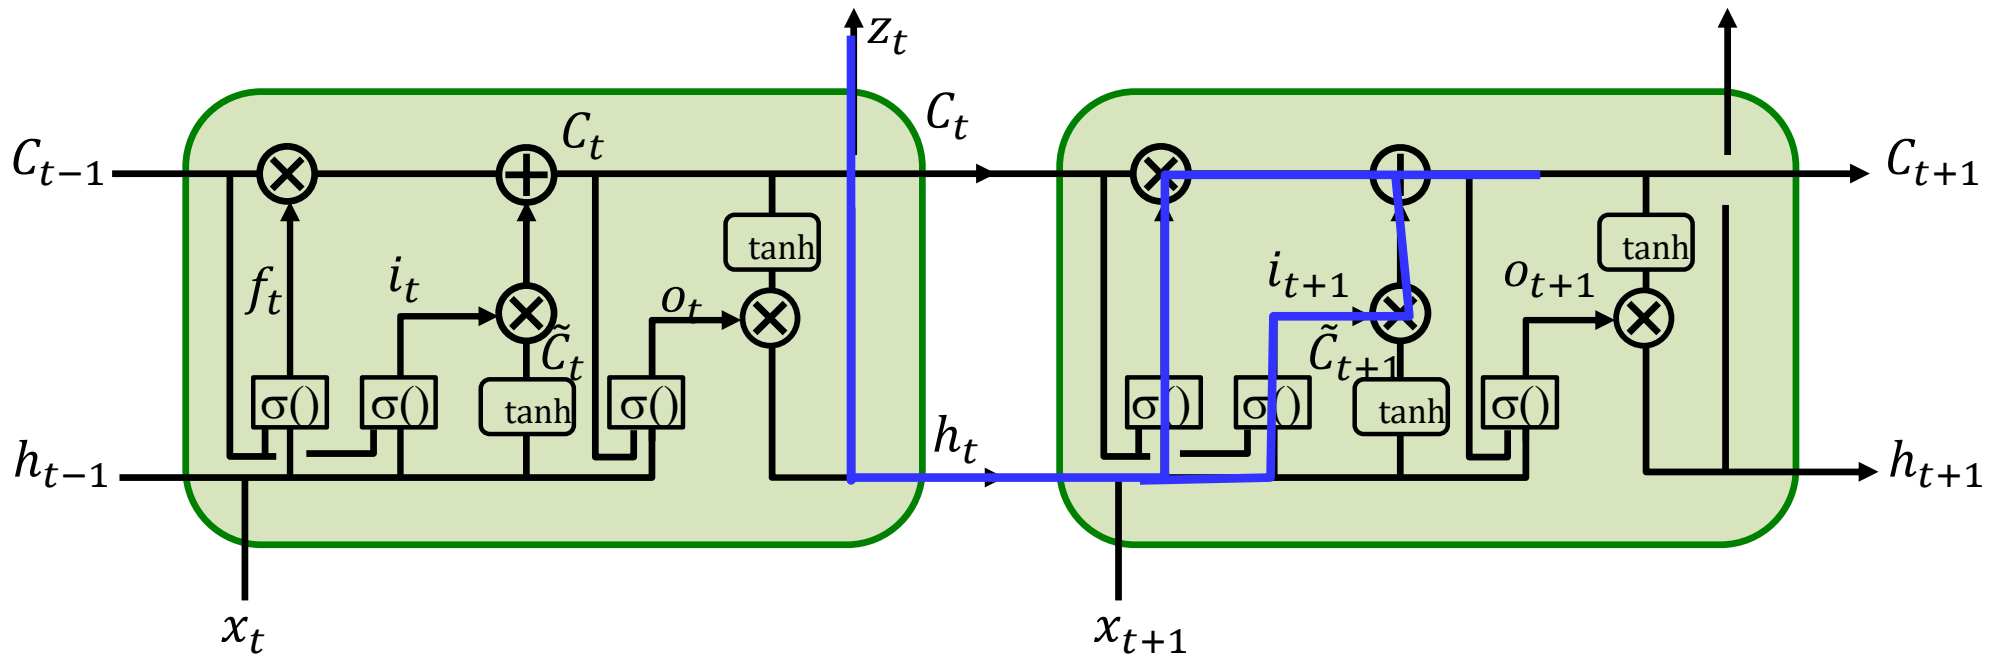 z_t
C_{t-1}
C_t
C_t
C_{t+1}
f_t
i_t
C̃_t
o_t
tanh
i_{t+1}
C̃_{t+1}
o_{t+1}
tanh
σ()
σ()
tanh
σ()
σ()
σ()
tanh
σ()
h_{t-1}
h_t
h_{t+1}
x_t
x_{t+1}